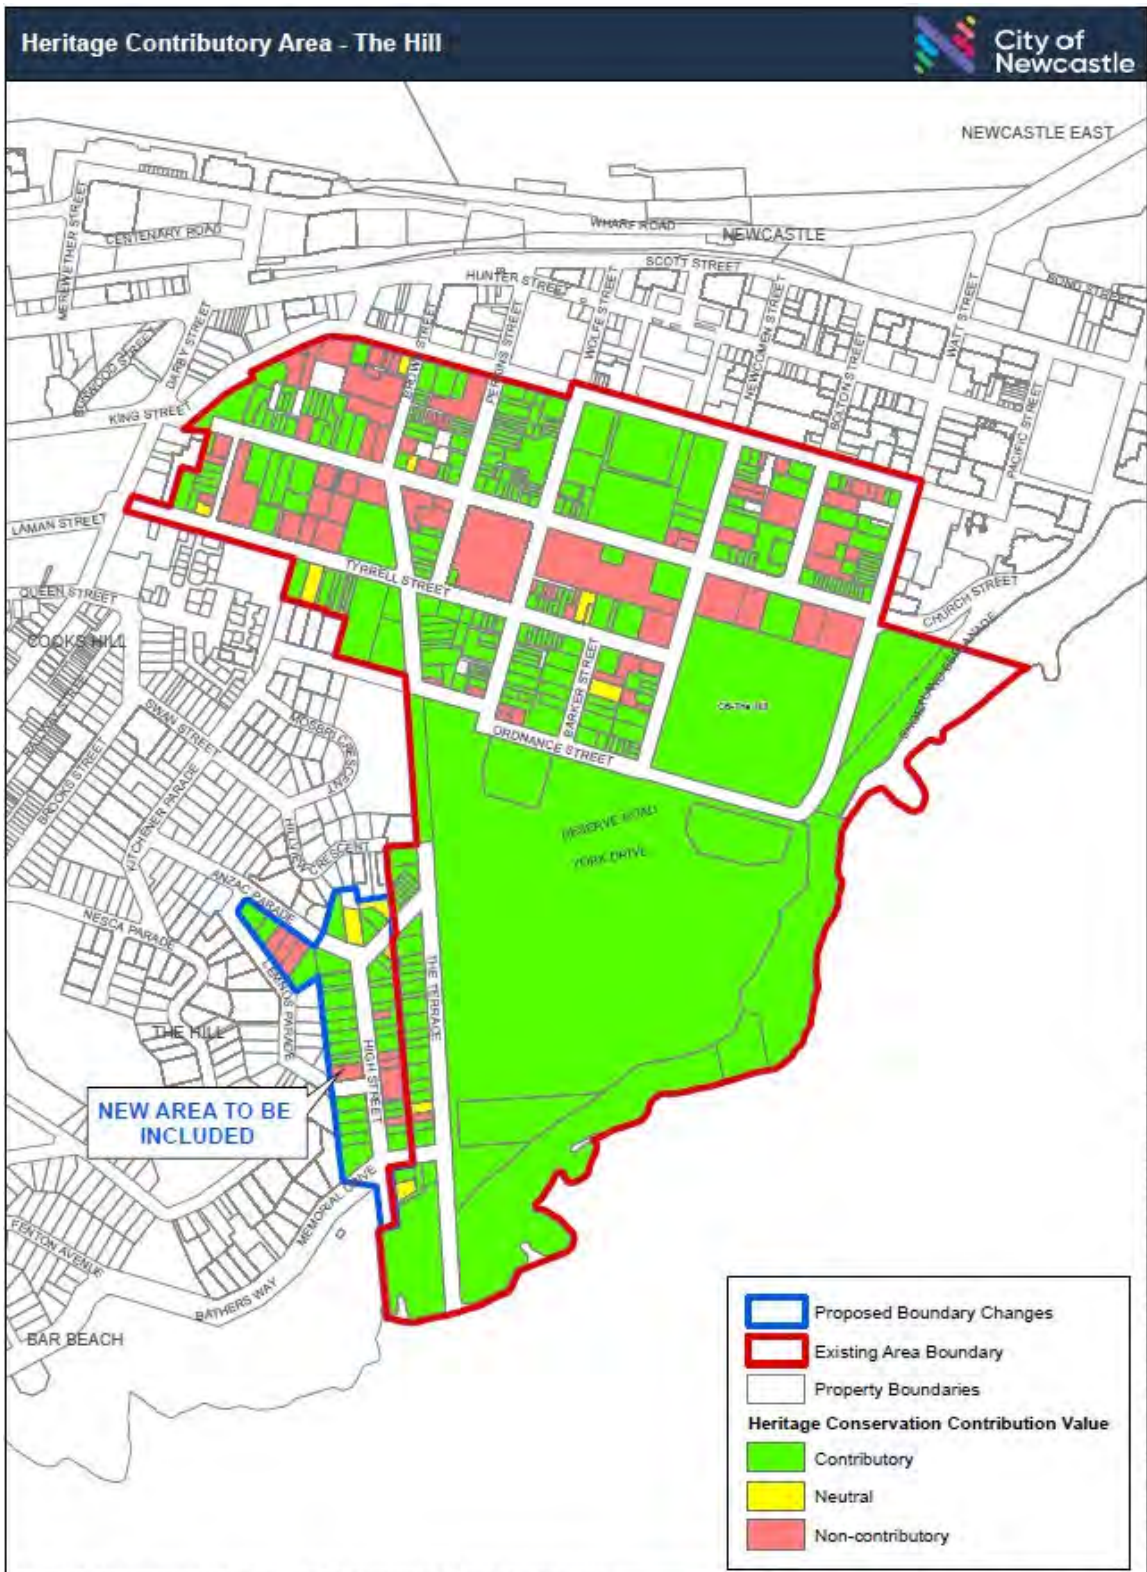 Heritage Contributory Area - The Hill
City of
Newcastle
NEWCASTLE EAST
MEREWETHER STREET
CENTENARY ROAD
WHARF ROAD
NEWCASTLE
SCOTT STREET
HUNTER STREET
WOLFE STREET
NEWCOMEN STREET
WATT STREET
BOLTON STREET
PACIFIC STREET
DARBY STREET
PERKINS STREET
KING STREET
LAMAN STREET
TYRRELL STREET
QUEEN STREET
CHURCH STREET
COOKS HILL
BARKER STREET
SWAN STREET
ORDNANCE STREET
BROOKS STREET
KITCHENER PARADE
HILLVIEW
CRESCENT
RESERVE ROAD
YORK DRIVE
ANZAC PARADE
NESCA PARADE
LEMNOS PARADE
THE TERRACE
THE HILL
HIGH STREET
NEW AREA TO BE
INCLUDED
MEMORIAL DRIVE
FENTON AVENUE
BATHERS WAY
BAR BEACH
Proposed Boundary Changes
Existing Area Boundary
Property Boundaries
Heritage Conservation Contribution Value
Contributory
Neutral
Non-contributory